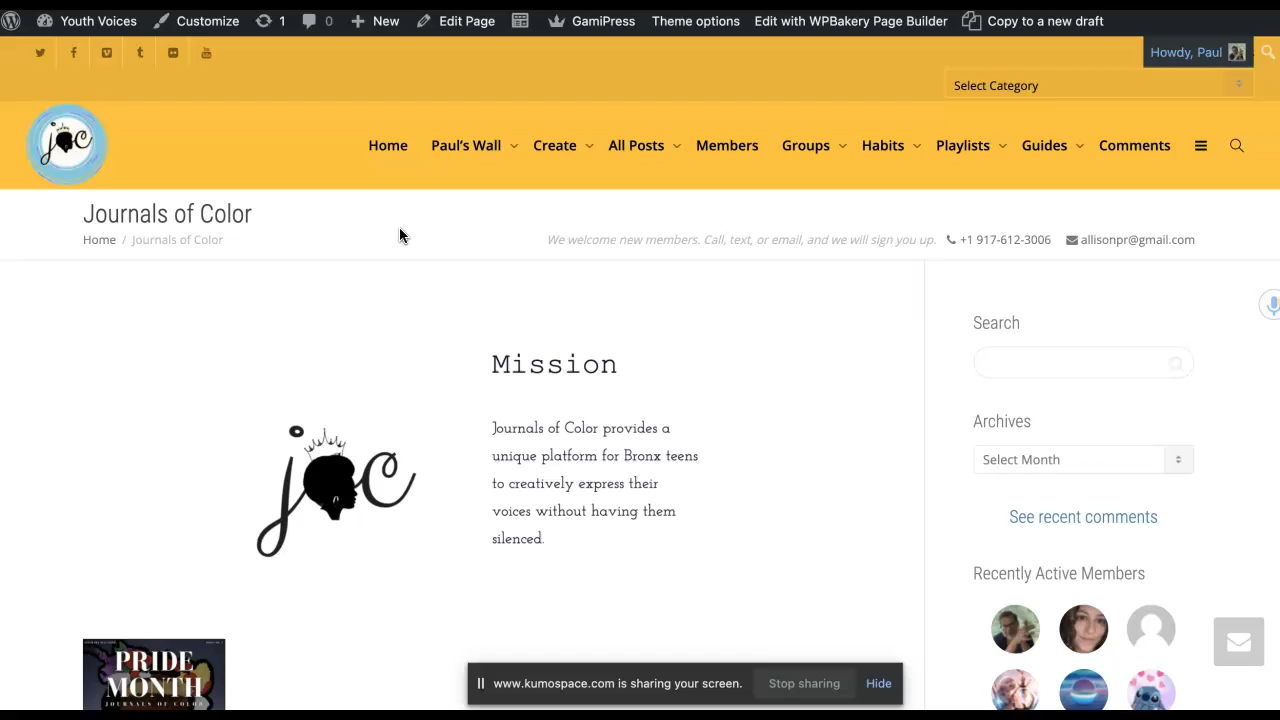 Youth Voices Customize 1 0 New Edit Page GamiPress Theme options Edit with WPBakery Page Builder Copy to a new draft
Howdy, Paul
Select Category
joc
Home Paul's Wall Create All Posts Members Groups Habits Playlists Guides Comments
Journals of Color
Home / Journals of Color
We welcome new members. Call, text, or email, and we will sign you up. +1 917-612-3006 allisonpr@gmail.com
Mission
Journals of Color provides a
unique platform for Bronx teens
to creatively express their
voices without having them
silenced.
joc
Search
Archives
Select Month
See recent comments
Recently Active Members
PRIDE
MONTH
JOURNALS OF COLOR
www.kumospace.com is sharing your screen. Stop sharing Hide